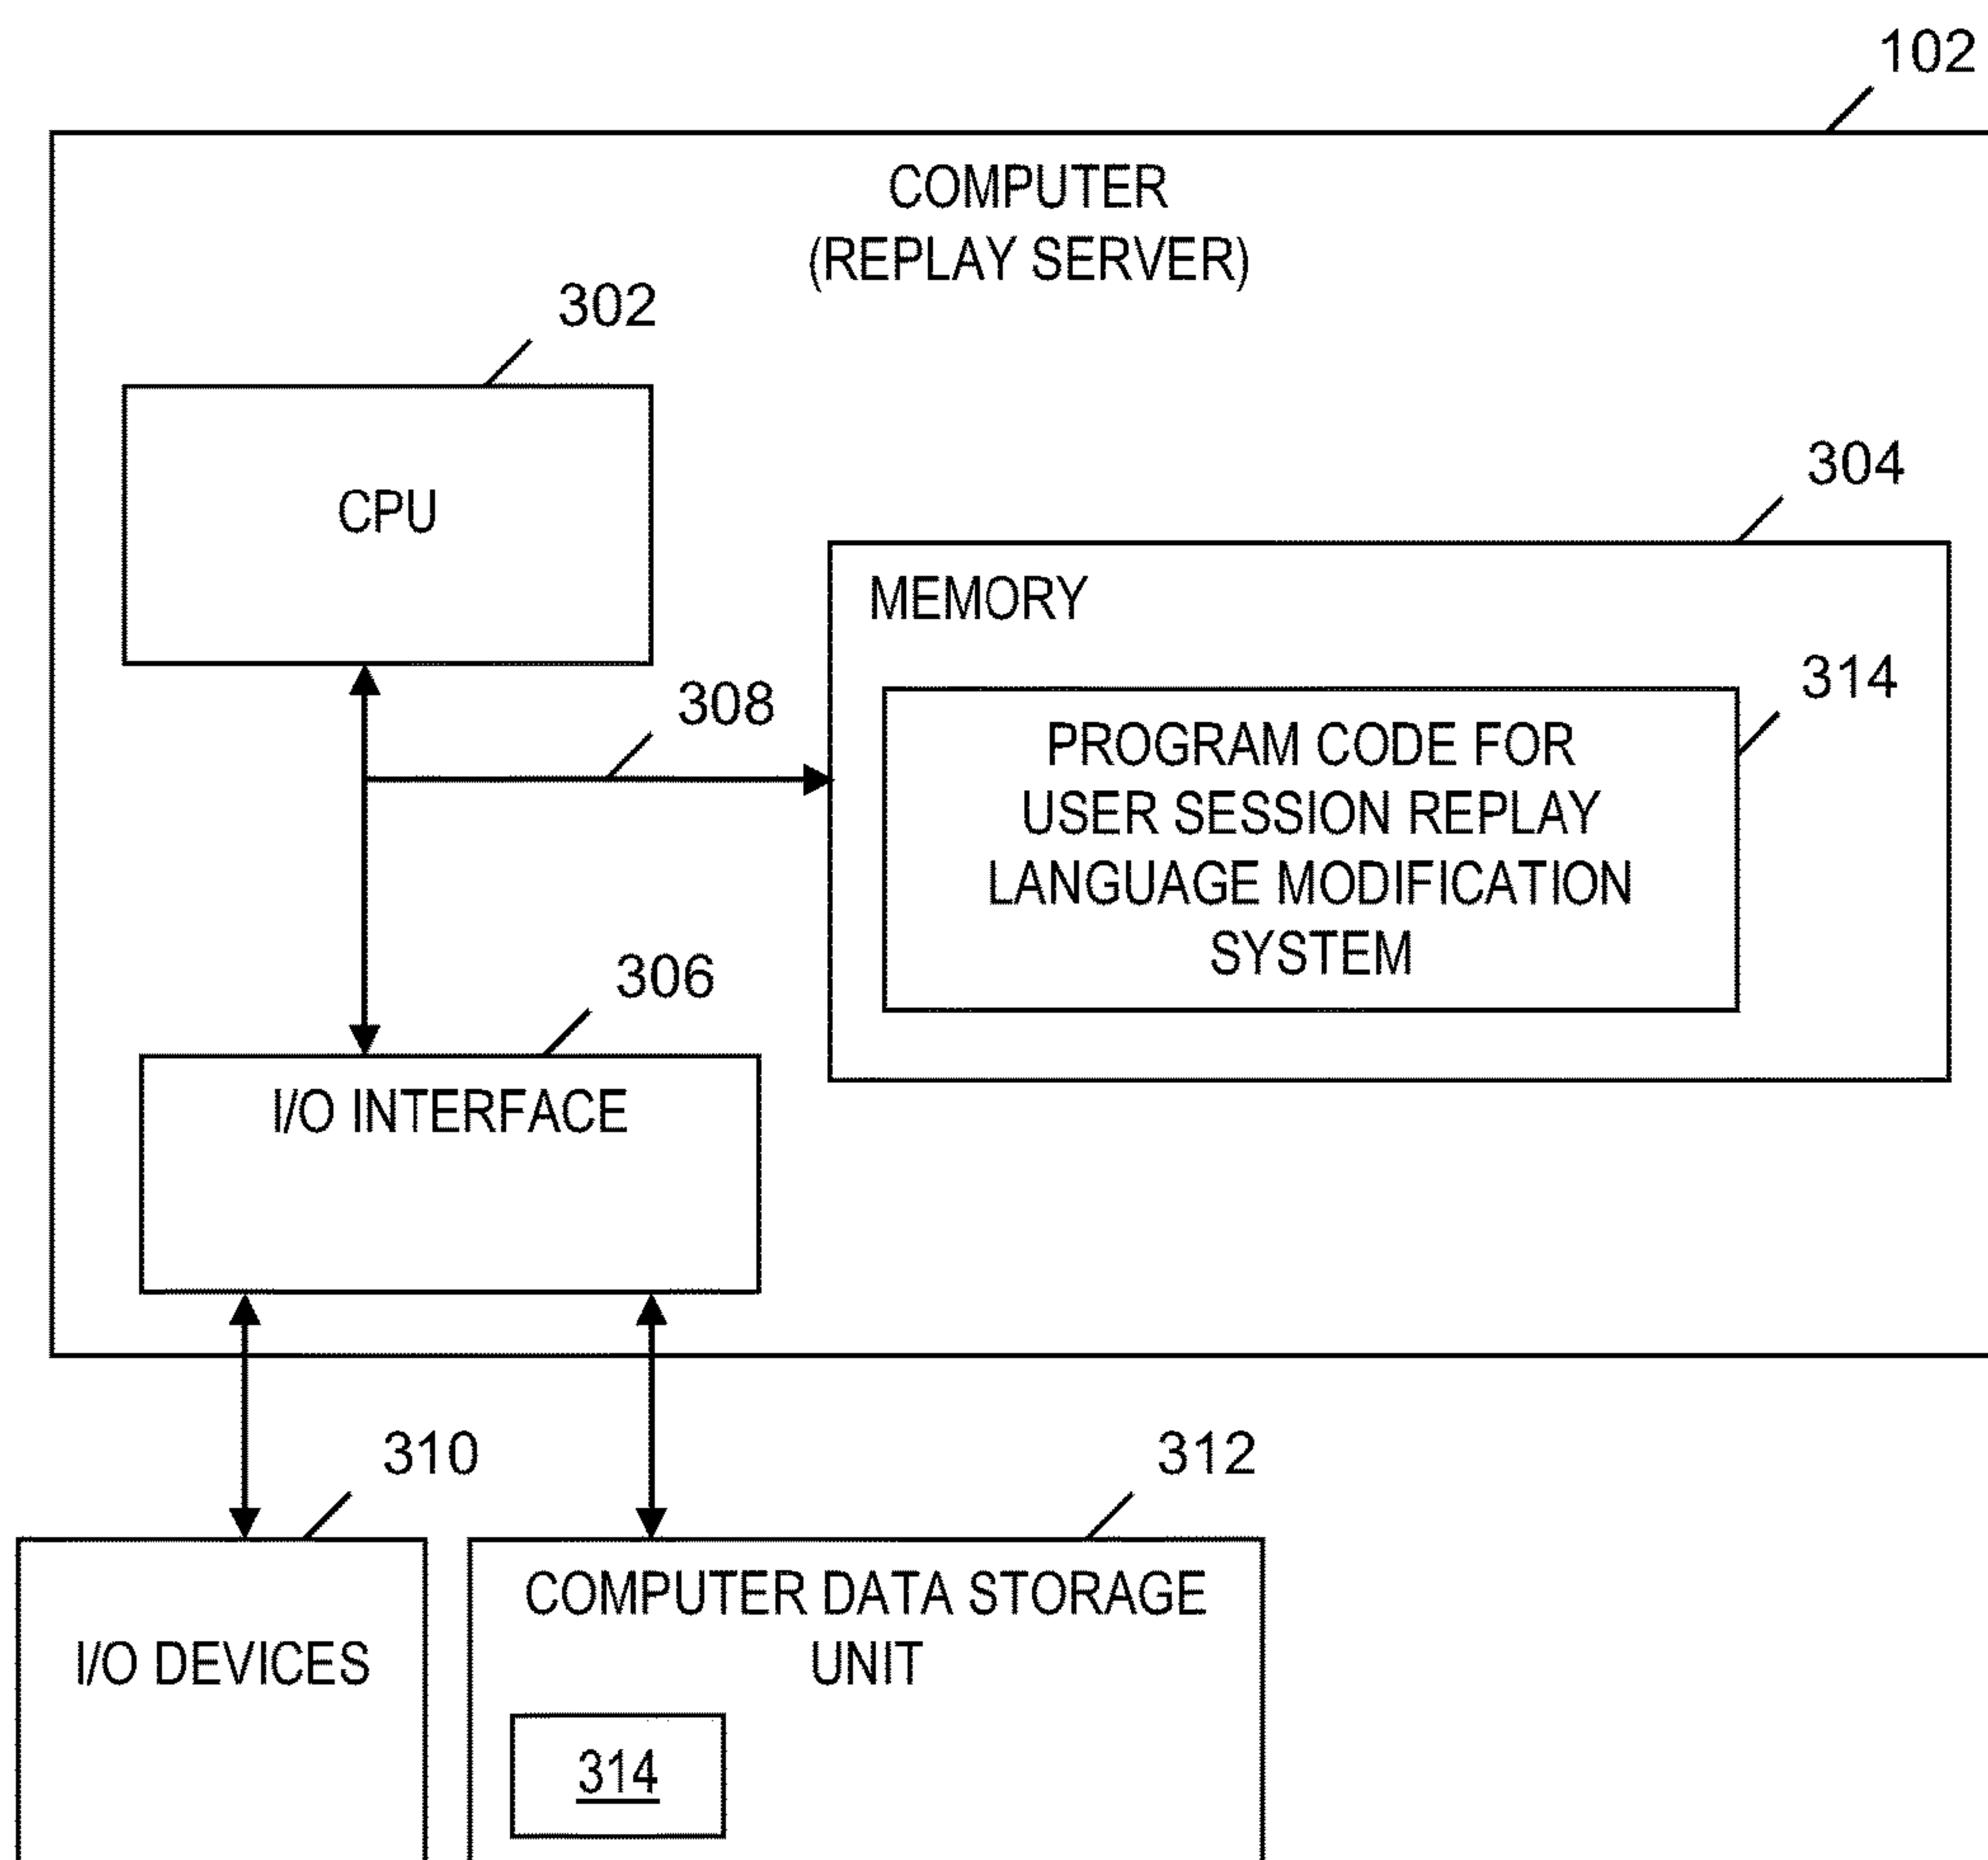 102
COMPUTER
(REPLAY SERVER)
302
CPU
304
MEMORY
314
PROGRAM CODE FOR
USER SESSION REPLAY
LANGUAGE MODIFICATION
SYSTEM
308
306
I/O INTERFACE
310
312
I/O DEVICES
COMPUTER DATA STORAGE
UNIT
314